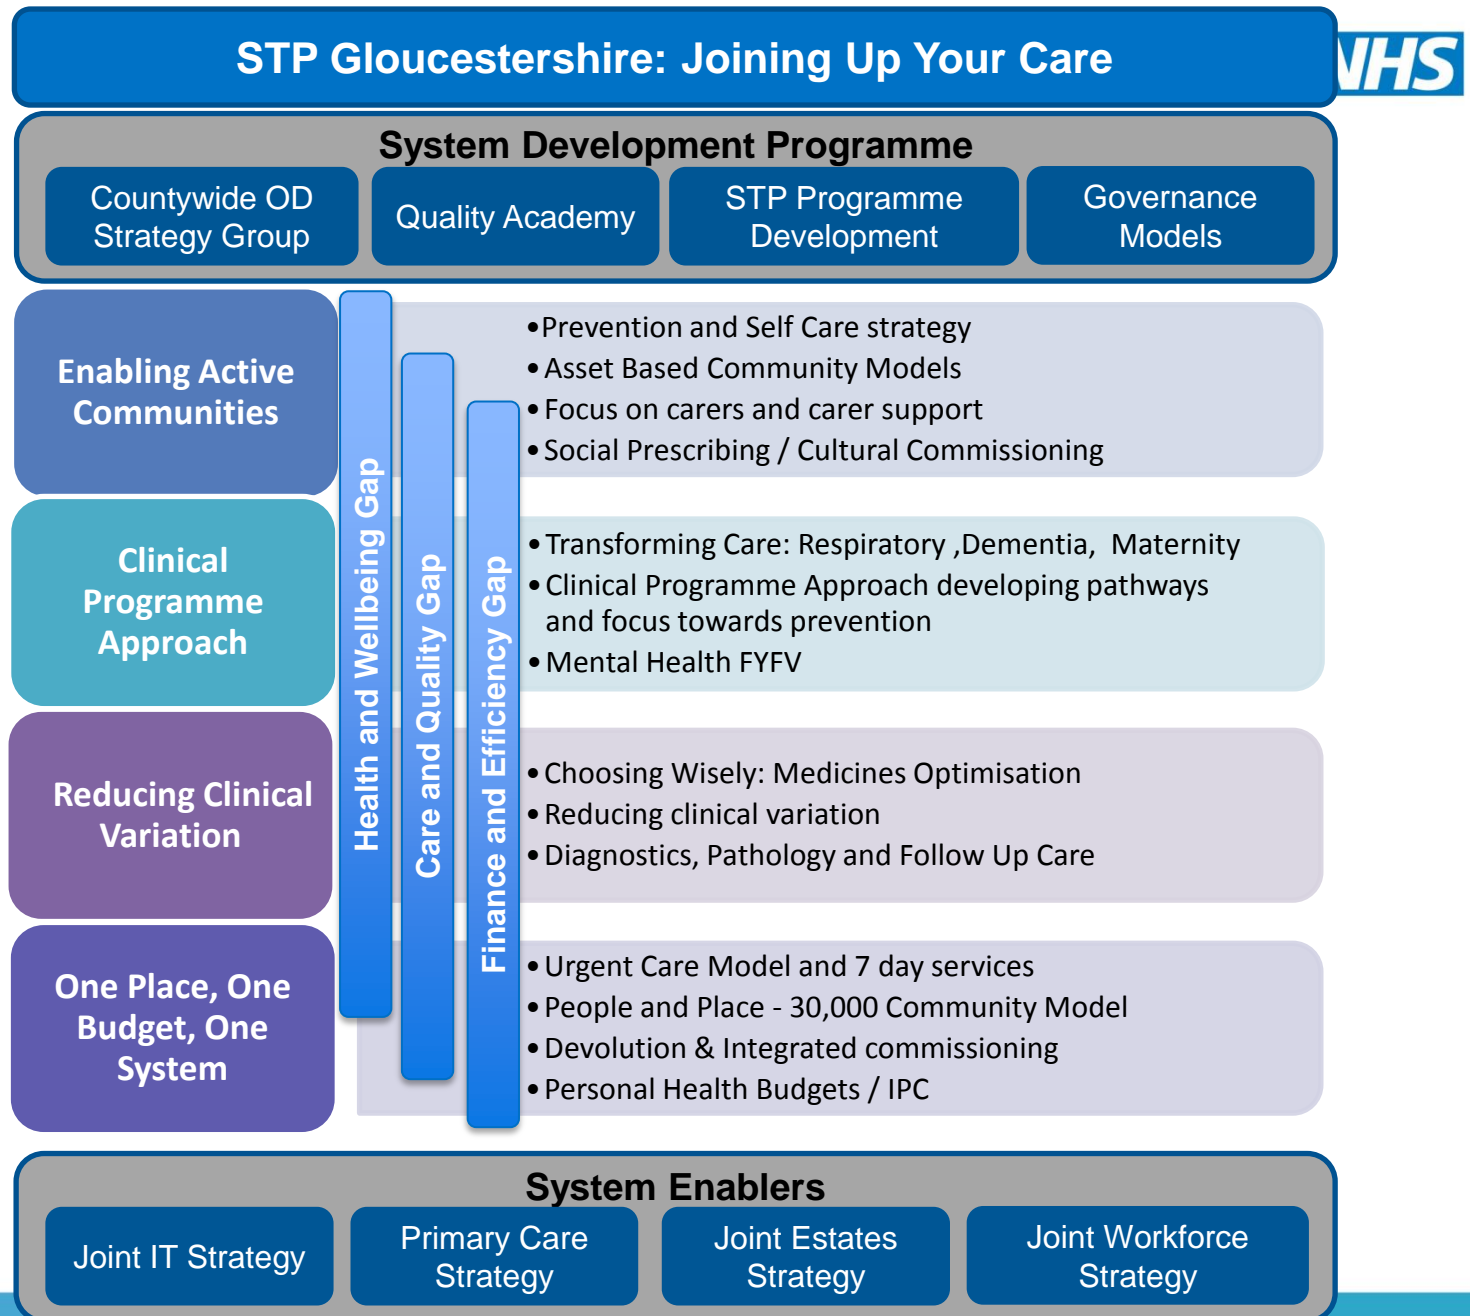 STP Gloucestershire: Joining Up Your Care
NHS
System Development Programme
Countywide OD
Strategy Group
Quality Academy
STP Programme
Development
Governance
Models
Enabling Active
Communities
•Prevention and Self Care strategy
•Asset Based Community Models
•Focus on carers and carer support
•Social Prescribing / Cultural Commissioning
Health and Wellbeing Gap
Care and Quality Gap
Finance and Efficiency Gap
Clinical
Programme
Approach
•Transforming Care: Respiratory ,Dementia, Maternity
•Clinical Programme Approach developing pathways
and focus towards prevention
•Mental Health FYFV
Reducing Clinical
Variation
•Choosing Wisely: Medicines Optimisation
•Reducing clinical variation
•Diagnostics, Pathology and Follow Up Care
One Place, One
Budget, One
System
•Urgent Care Model and 7 day services
•People and Place - 30,000 Community Model
•Devolution & Integrated commissioning
•Personal Health Budgets / IPC
System Enablers
Joint IT Strategy
Primary Care
Strategy
Joint Estates
Strategy
Joint Workforce
Strategy